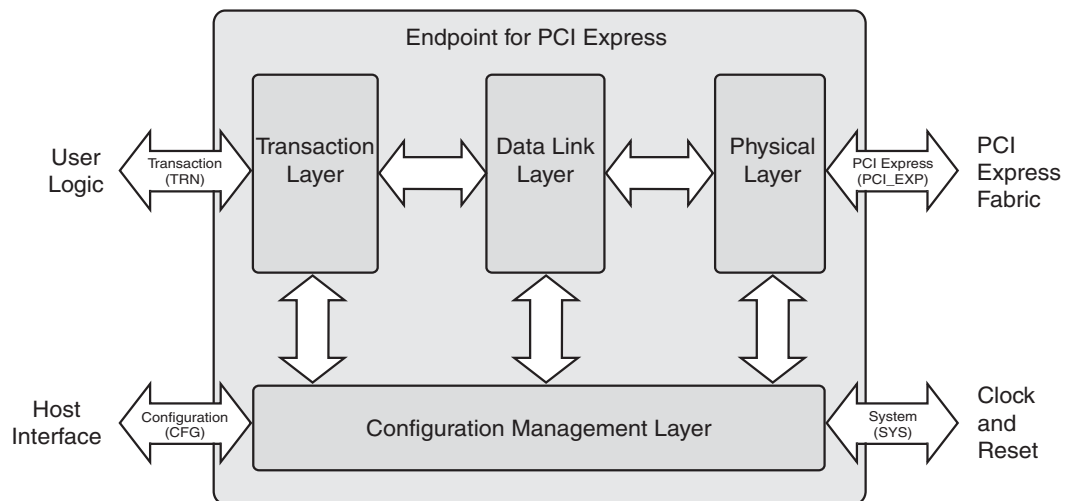 Endpoint for PCI Express
User
Logic
Transaction
(TRN)
Transaction
Layer
Data Link
Layer
Physical
Layer
PCI Express
(PCI_EXP)
PCI
Express
Fabric
Host
Interface
Configuration
(CFG)
Configuration Management Layer
System
(SYS)
Clock
and
Reset